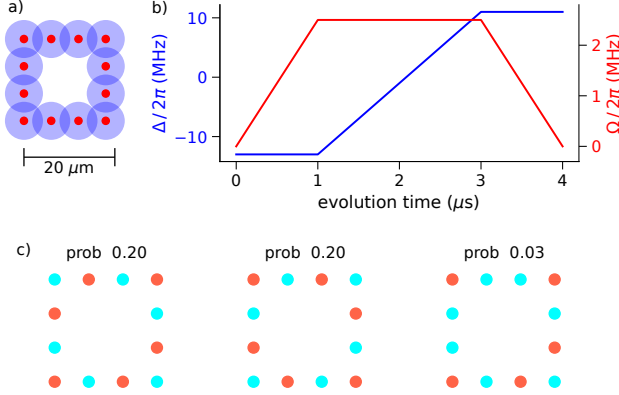 a)
20 μm
b)
Δ/2π (MHz)
10
0
−10
Ω/2π (MHz)
2
1
0
0 1 2 3 4
evolution time (μs)
c)
prob 0.20 prob 0.20 prob 0.03